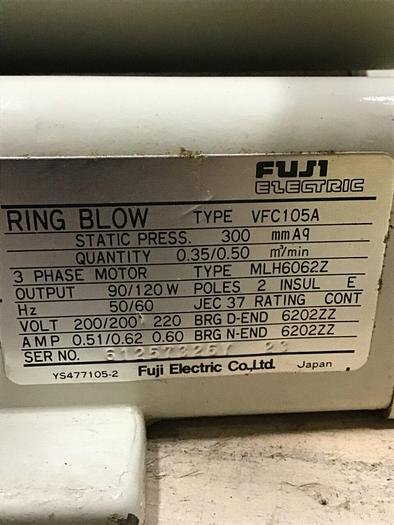 FUJI
ELECTRIC
RING BLOW TYPE VFC105A
STATIC PRESS. 300 mmAq
QUANTITY 0.35/0.50 m³/min
3 PHASE MOTOR TYPE MLH6062Z
OUTPUT 90/120W POLES 2 INSUL E
Hz 50/60 JEC 37 RATING CONT
VOLT 200/200 220 BRG D-END 6202ZZ
AMP 0.51/0.62 0.60 BRG N-END 6202ZZ
SER NO.
YS477105-2 Fuji Electric Co.,Ltd. Japan